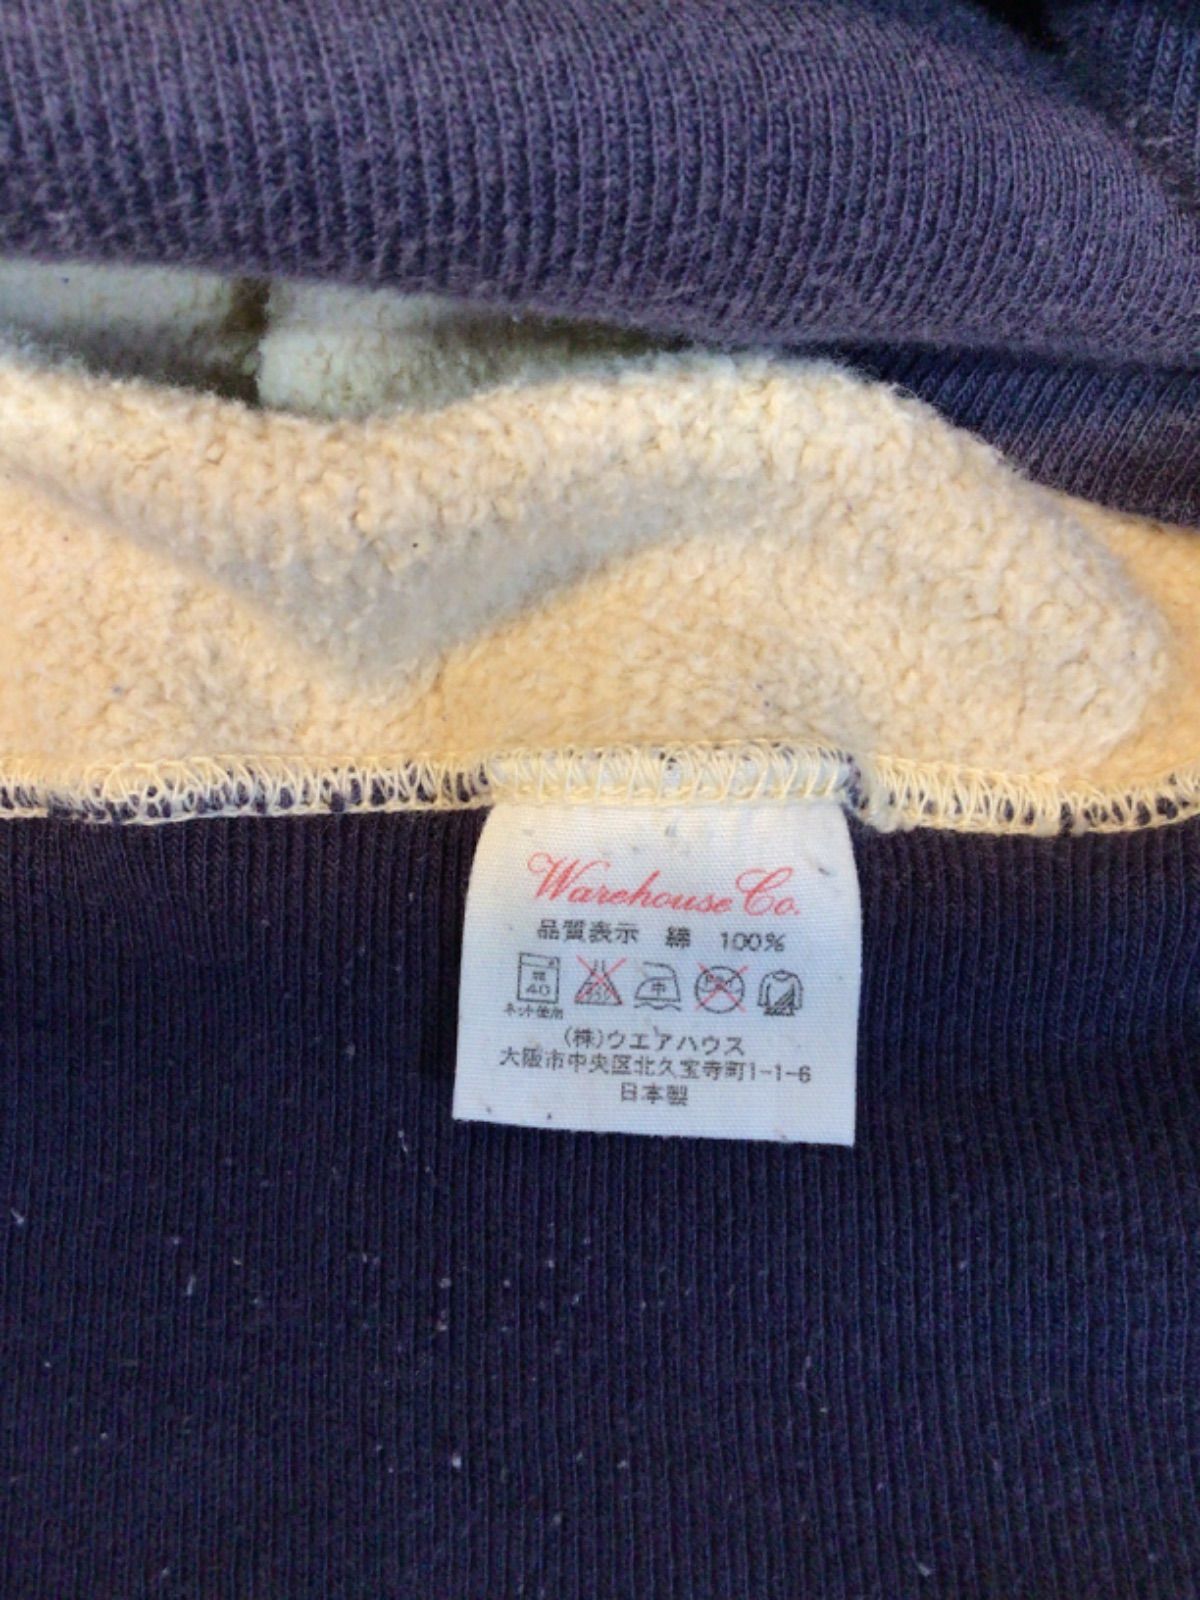 Warehouse Co.
品質表示 綿 100%
40 中
ネット使用
(株)ウエアハウス
大阪市中央区北久宝寺町1-1-6
日本製